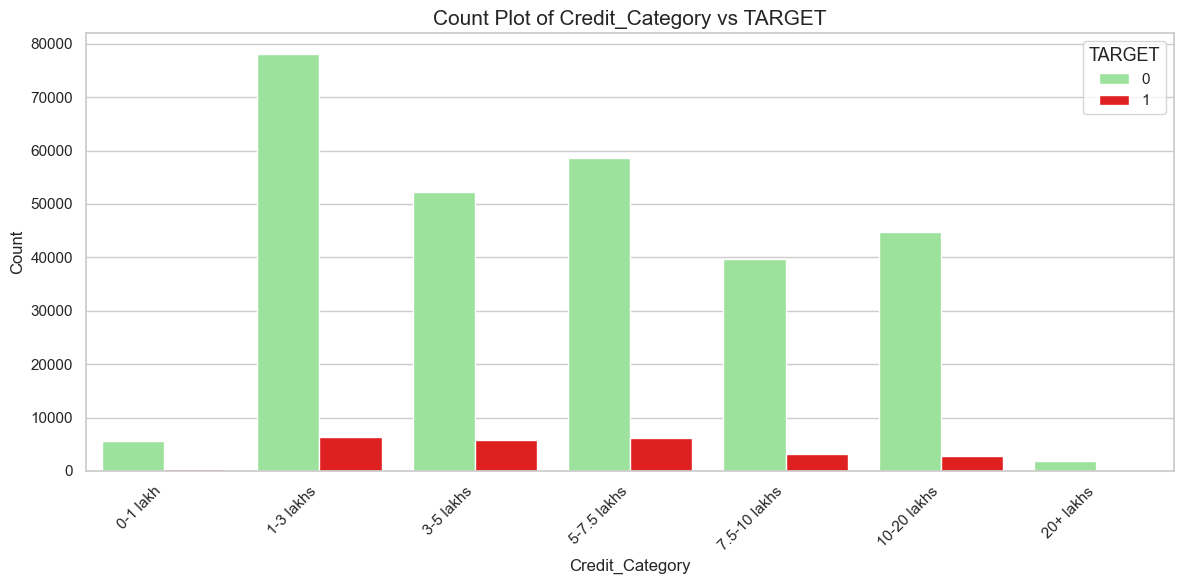 Count Plot of Credit_Category vs TARGET
TARGET
0
1
80000
70000
60000
50000
40000
30000
20000
10000
0
Count
0-1 lakh
1-3 lakhs
3-5 lakhs
5-7.5 lakhs
7.5-10 lakhs
10-20 lakhs
20+ lakhs
Credit_Category